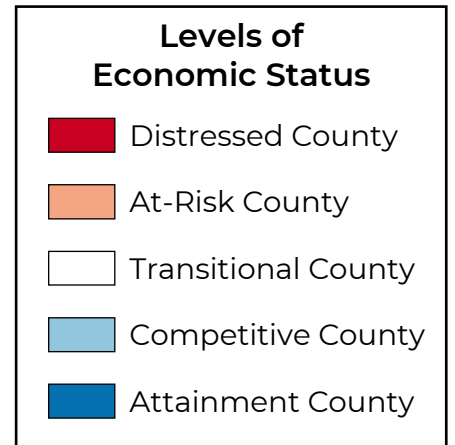 Levels of
Economic Status
Distressed County
At-Risk County
Transitional County
Competitive County
Attainment County